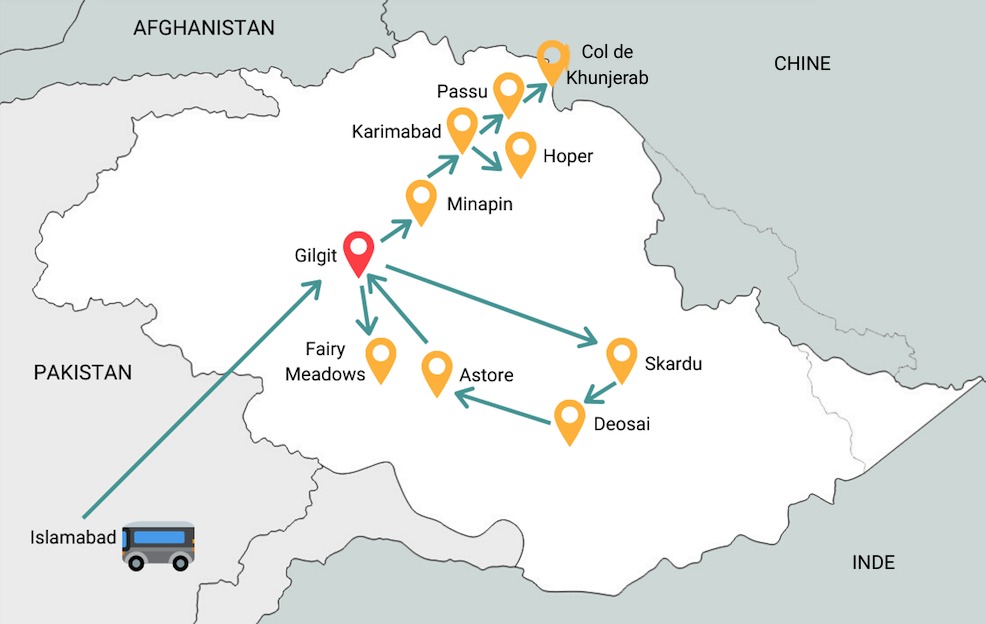 AFGHANISTAN
Col de
Khunjerab
CHINE
Passu
Karimabad
Hoper
Minapin
Gilgit
Fairy
Meadows
Astore
Skardu
PAKISTAN
Deosai
Islamabad
INDE